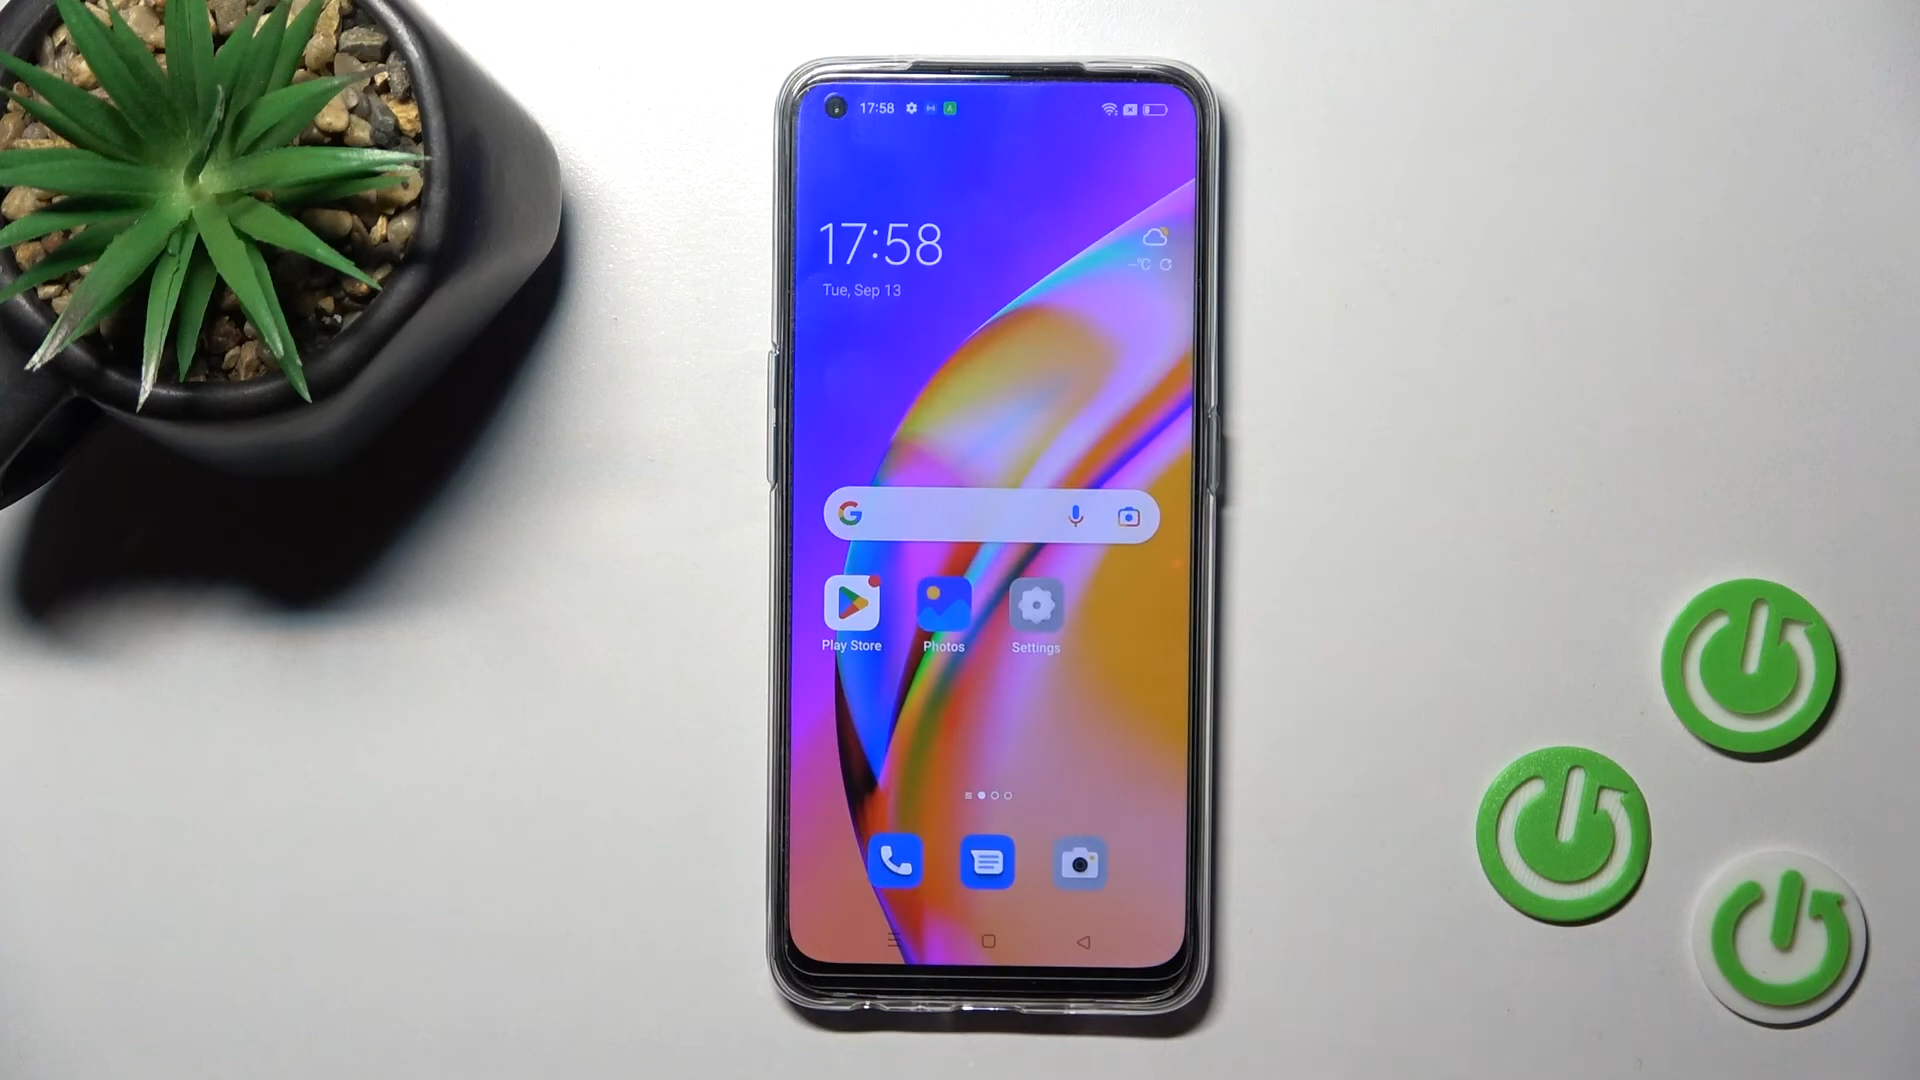 17:58
17:58
Tue, Sep 13
–°C
G
Play Store
Photos
Settings